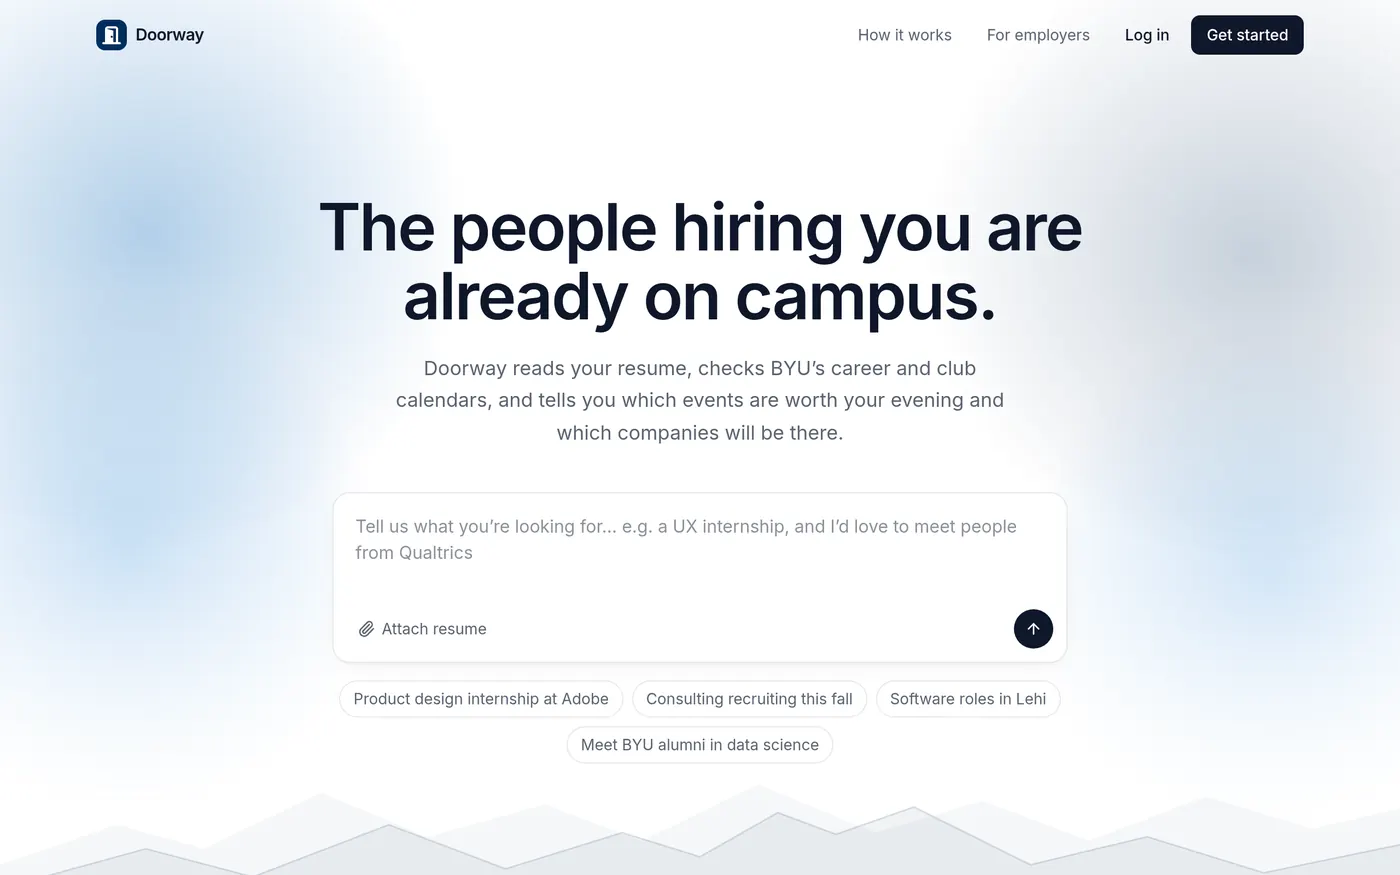 Doorway
How it works
For employers
Log in
Get started
The people hiring you are
already on campus.
Doorway reads your resume, checks BYU’s career and club
calendars, and tells you which events are worth your evening and
which companies will be there.
Tell us what you’re looking for... e.g. a UX internship, and I’d love to meet people
from Qualtrics
Attach resume
Product design internship at Adobe
Consulting recruiting this fall
Software roles in Lehi
Meet BYU alumni in data science